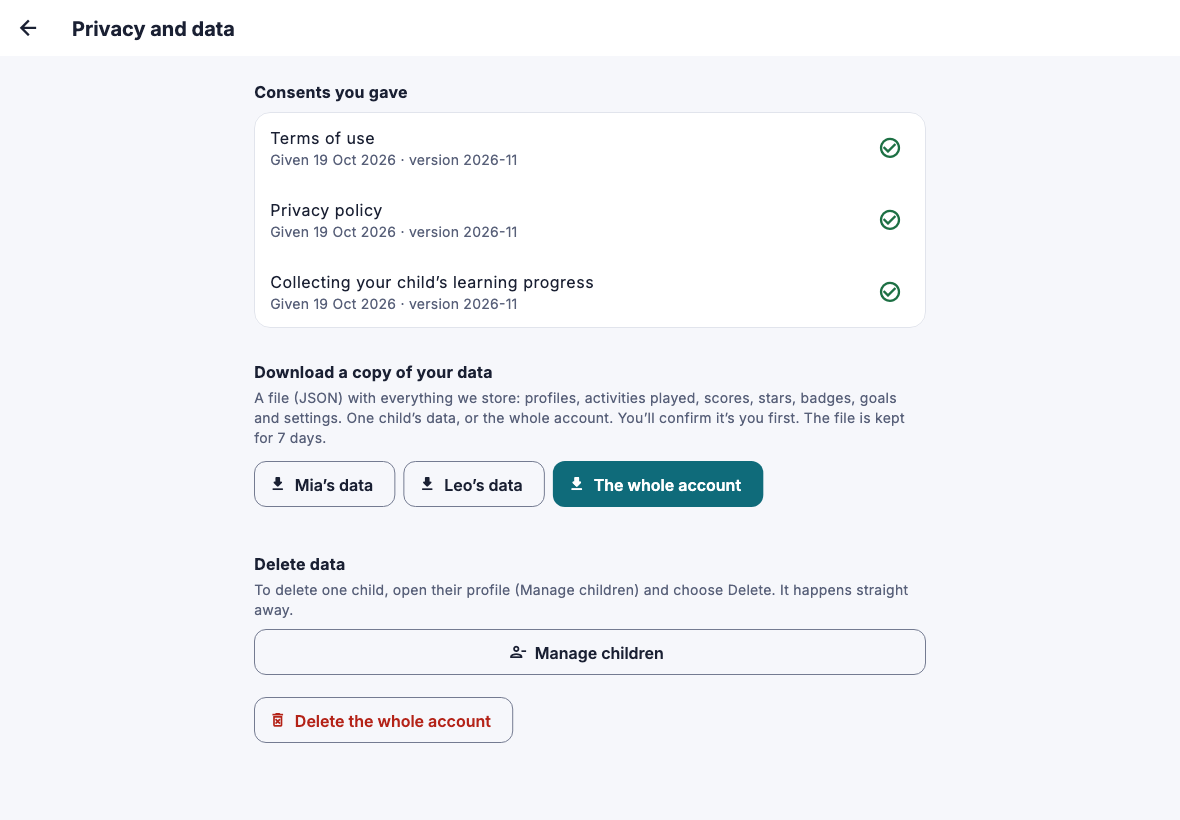 Privacy and data
Consents you gave
Terms of use
Given 19 Oct 2026 · version 2026-11
Privacy policy
Given 19 Oct 2026 · version 2026-11
Collecting your child’s learning progress
Given 19 Oct 2026 · version 2026-11
Download a copy of your data
A file (JSON) with everything we store: profiles, activities played, scores, stars, badges, goals
and settings. One child’s data, or the whole account. You’ll confirm it’s you first. The file is kept
for 7 days.
Mia’s data
Leo’s data
The whole account
Delete data
To delete one child, open their profile (Manage children) and choose Delete. It happens straight
away.
Manage children
Delete the whole account